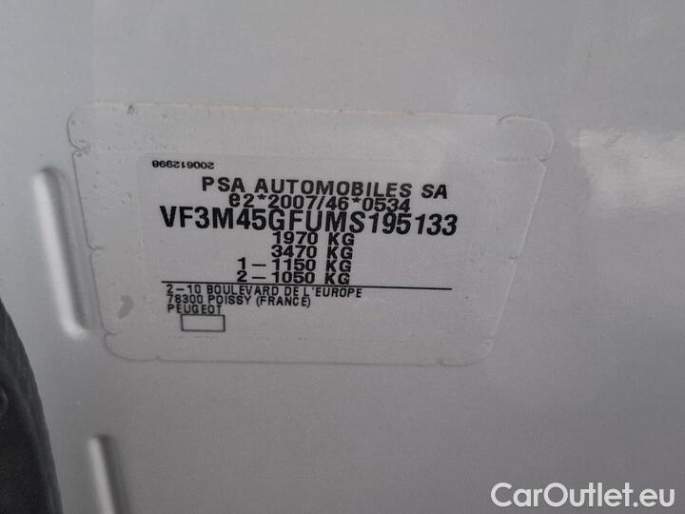 200612998
PSA AUTOMOBILES SA
e2*2007/46*0534
VF3M45GFUMS195133
1970 KG
3470 KG
1-1150 KG
2-1050 KG
2-10 BOULEVARD DE L'EUROPE
78300 POISSY (FRANCE)
PEUGEOT
CarOutlet.eu